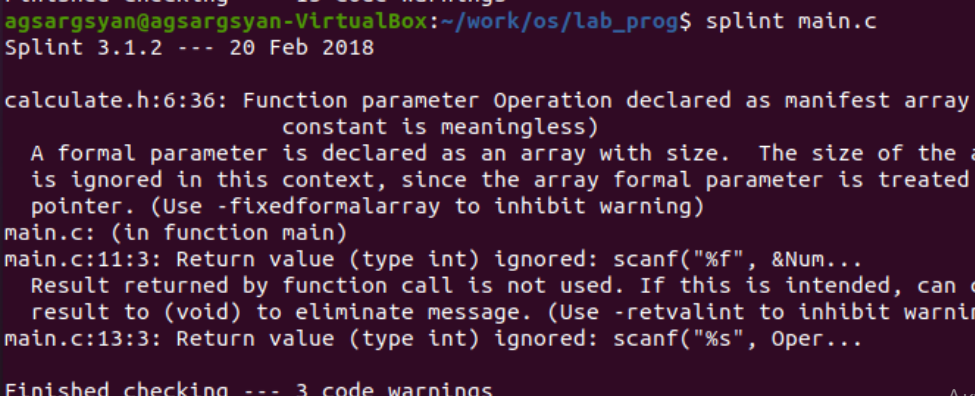 Finished checking --- 15 code warnings
agsargsyan@agsargsyan-VirtualBox:~/work/os/lab_prog$ splint main.c
Splint 3.1.2 --- 20 Feb 2018
calculate.h:6:36: Function parameter Operation declared as manifest array
constant is meaningless)
A formal parameter is declared as an array with size. The size of the
is ignored in this context, since the array formal parameter is treated
pointer. (Use -fixedformalarray to inhibit warning)
main.c: (in function main)
main.c:11:3: Return value (type int) ignored: scanf("%f", &Num...
Result returned by function call is not used. If this is intended, can
result to (void) to eliminate message. (Use -retvalint to inhibit
main.c:13:3: Return value (type int) ignored: scanf("%s", Oper...
Finished checking --- 3 code warnings